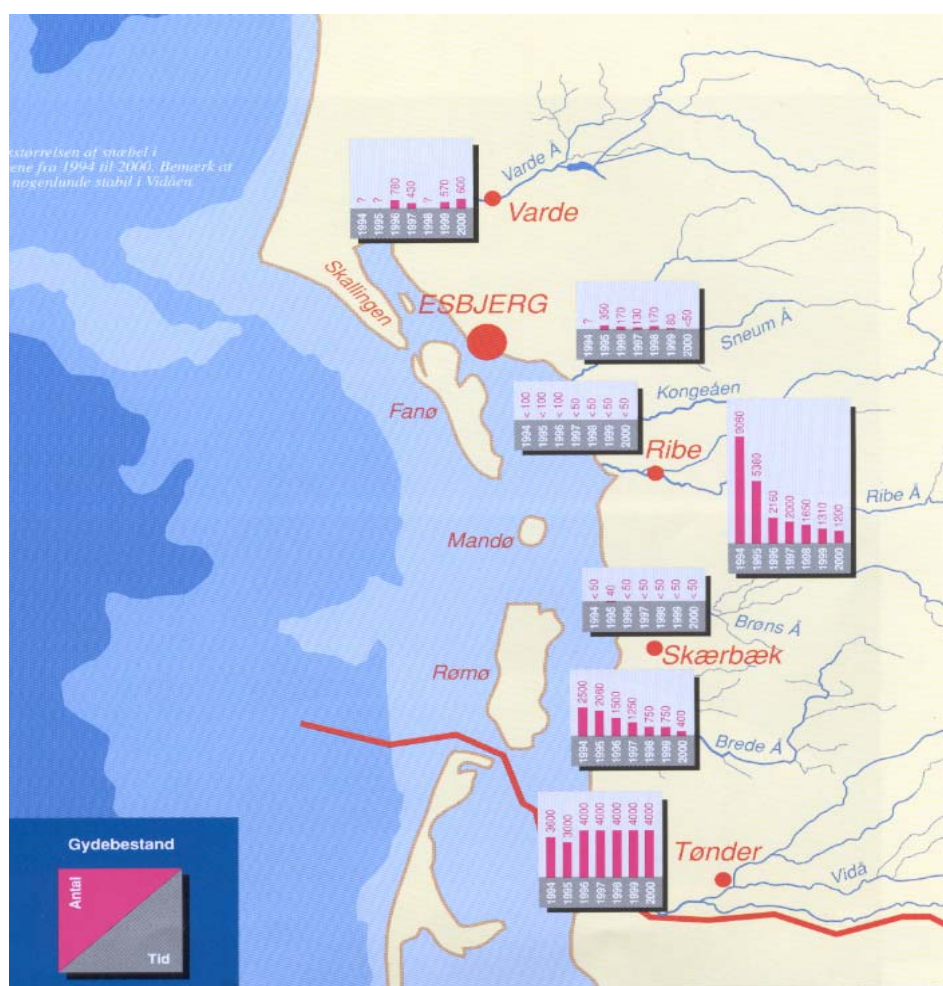 størrelsen af snæbel i
ene fra 1994 til 2000. Bemærk at
nogenlunde stabil i Vidåen.
Varde Å
? ? 780 430 ? 570 600
1994 1995 1996 1997 1998 1999 2000
Varde
Skallingen
ESBJERG
? 350 170 130 170 80 <50
1994 1995 1996 1997 1998 1999 2000
Sneum Å
Fanø
<100 <100 <100 <50 <50 <50 <50
1994 1995 1996 1997 1998 1999 2000
Kongeåen
Ribe
9080 5360 2160 2000 1650 1310 1200
1994 1995 1996 1997 1998 1999 2000
Ribe Å
Mandø
<50 40 <50 <50 <50 <50 <50
1994 1995 1996 1997 1998 1999 2000
Brøns Å
Skærbæk
Rømø
2500 2060 1500 1250 750 750 400
1994 1995 1996 1997 1998 1999 2000
Brede Å
3600 3000 4000 4000 4000 4000 4000
1994 1995 1996 1997 1998 1999 2000
Tønder
Vidå
Gydebestand
Antal
Tid